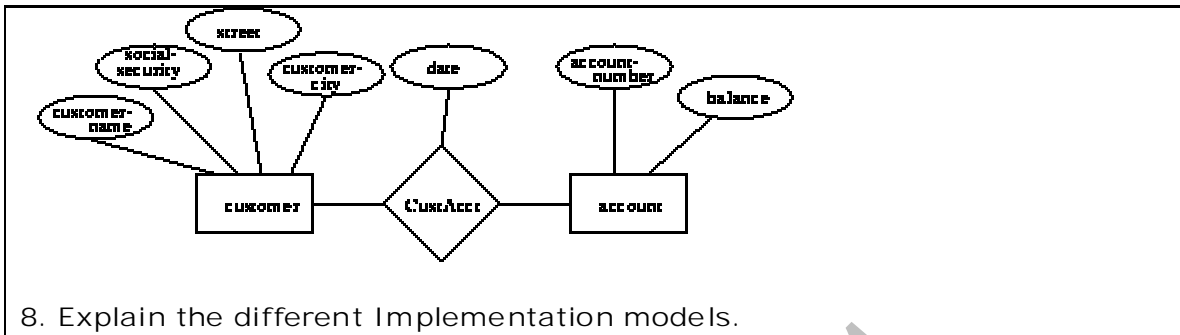 street
social-
security
customer-
city
date
account-
number
balance
customer-
name
customer
CustAcct
account
8. Explain the different Implementation models.